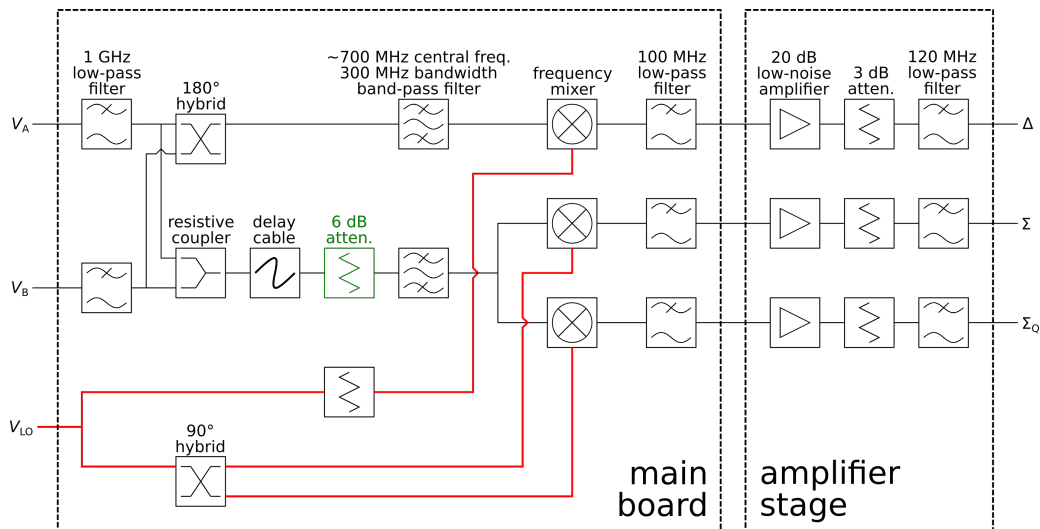 1 GHz
low-pass
filter
180°
hybrid
~700 MHz central freq.
300 MHz bandwidth
band-pass filter
frequency
mixer
100 MHz
low-pass
filter
20 dB
low-noise
amplifier
3 dB
atten.
120 MHz
low-pass
filter
VA
Δ
resistive
coupler
delay
cable
6 dB
atten.
Σ
VB
ΣQ
VLO
90°
hybrid
main
board
amplifier
stage